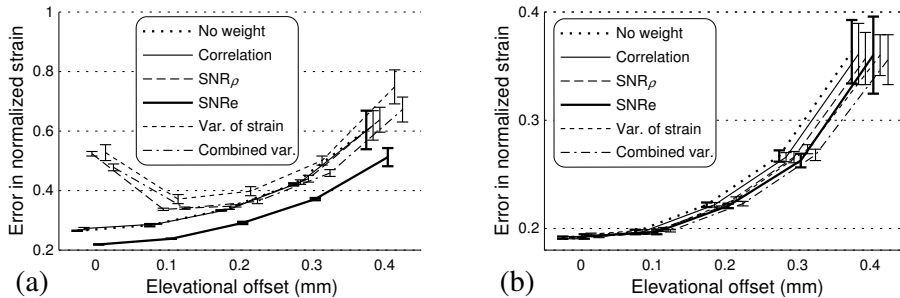 1
0.8
0.6
0.4
0.2
Error in normalized strain
No weight
Correlation
SNRρ
SNRe
Var. of strain
Combined var.
0 0.1 0.2 0.3 0.4
Elevational offset (mm)
(a)
0.4
0.3
0.2
Error in normalized strain
No weight
Correlation
SNRρ
SNRe
Var. of strain
Combined var.
0 0.1 0.2 0.3 0.4
Elevational offset (mm)
(b)